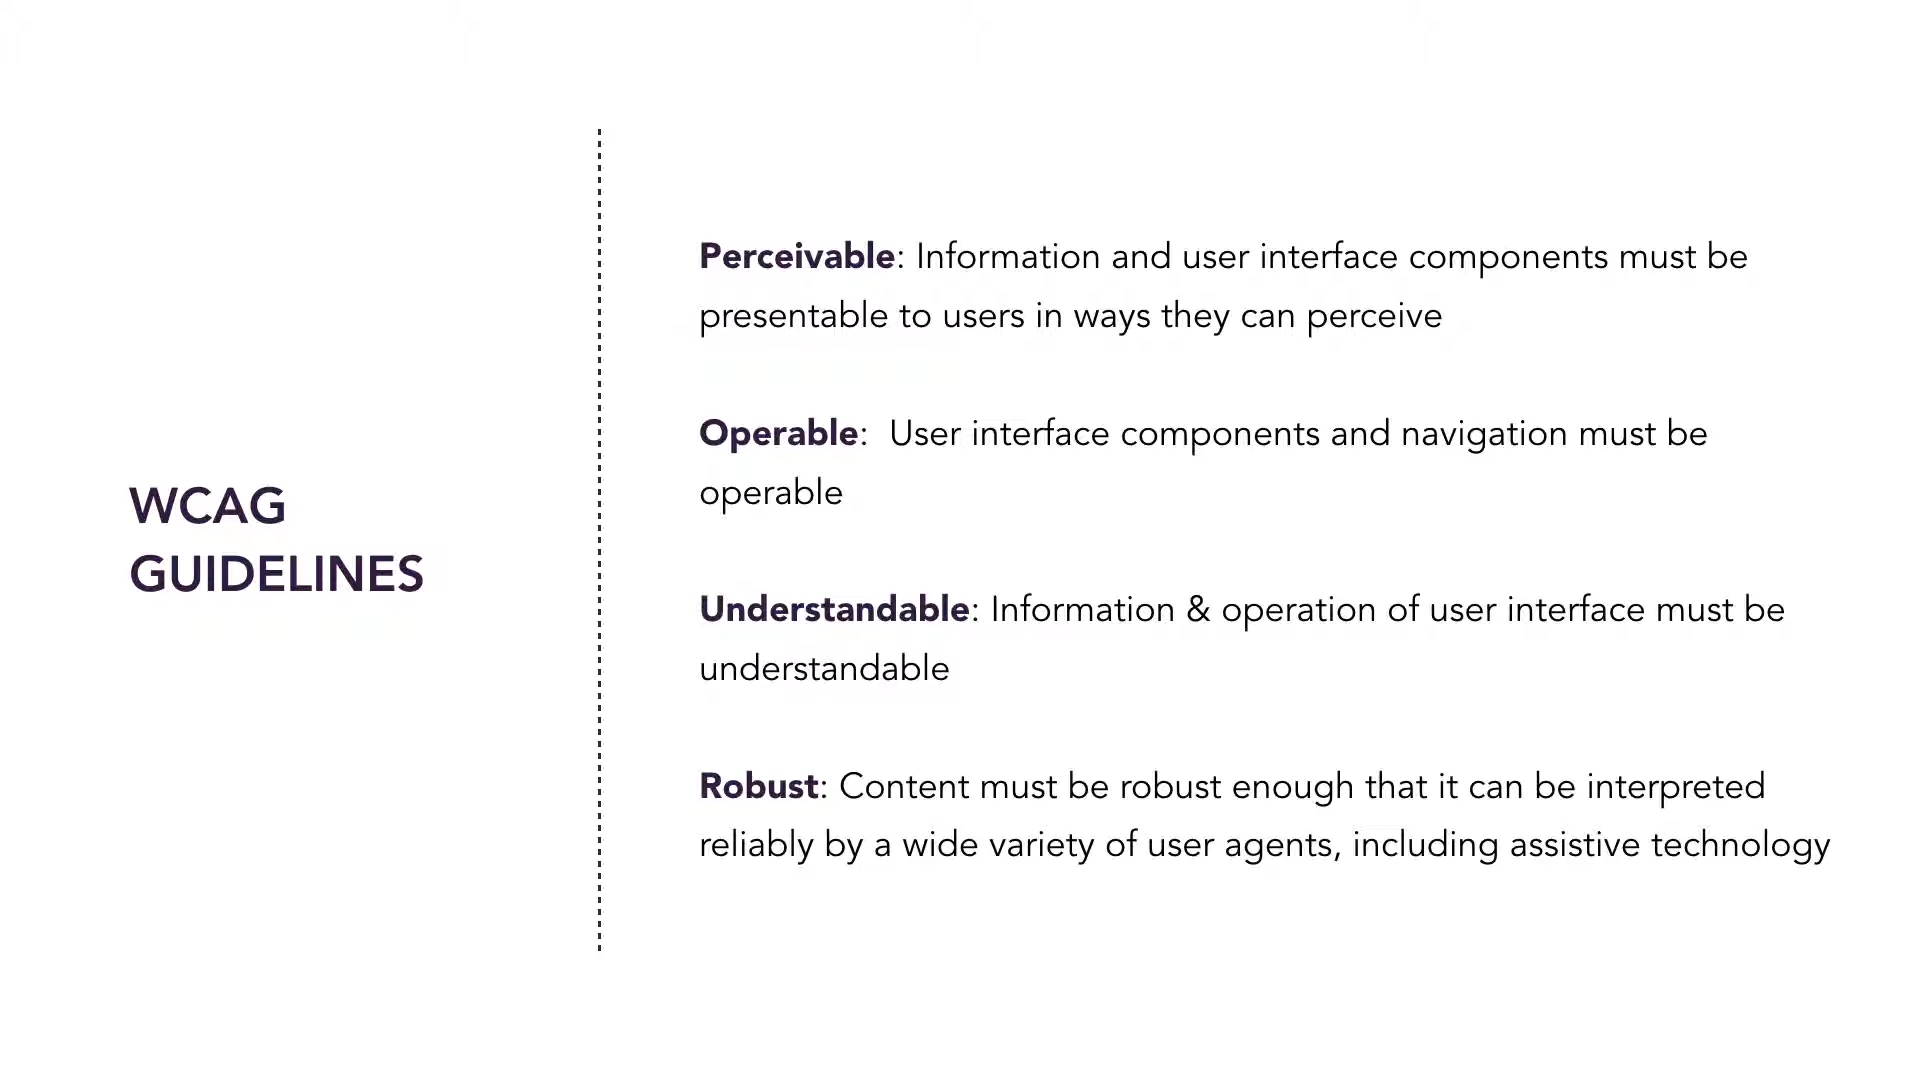 WCAG
GUIDELINES
Perceivable: Information and user interface components must be
presentable to users in ways they can perceive
Operable:  User interface components and navigation must be
operable
Understandable: Information & operation of user interface must be
understandable
Robust: Content must be robust enough that it can be interpreted
reliably by a wide variety of user agents, including assistive technology